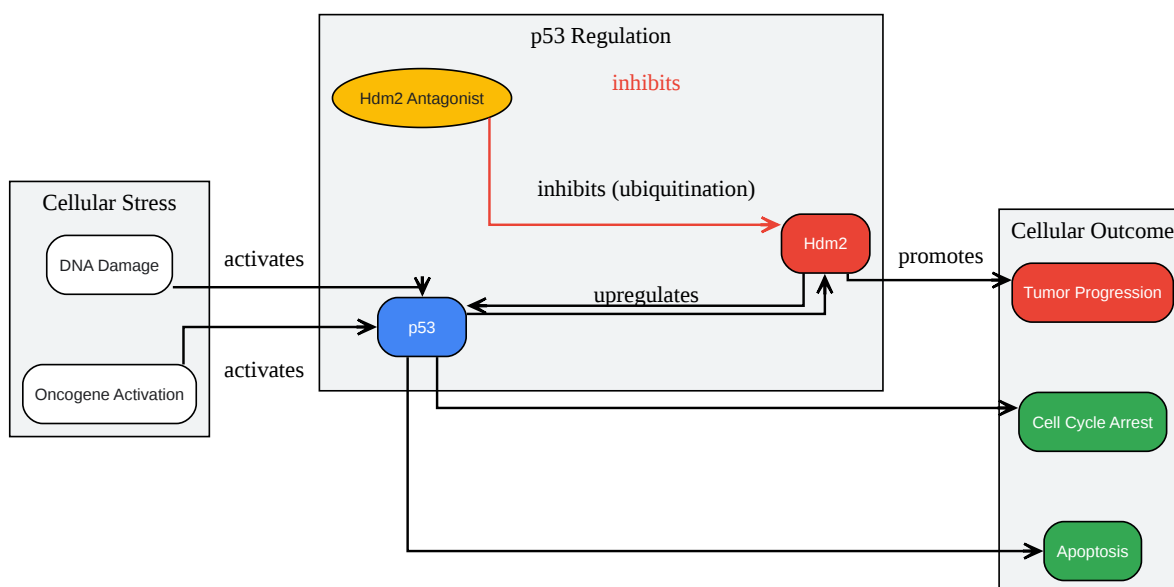 p53 Regulation
inhibits
Hdm2 Antagonist
inhibits (ubiquitination)
Cellular Stress
DNA Damage
activates
Oncogene Activation
activates
p53
upregulates
Hdm2
promotes
Cellular Outcome
Tumor Progression
Cell Cycle Arrest
Apoptosis